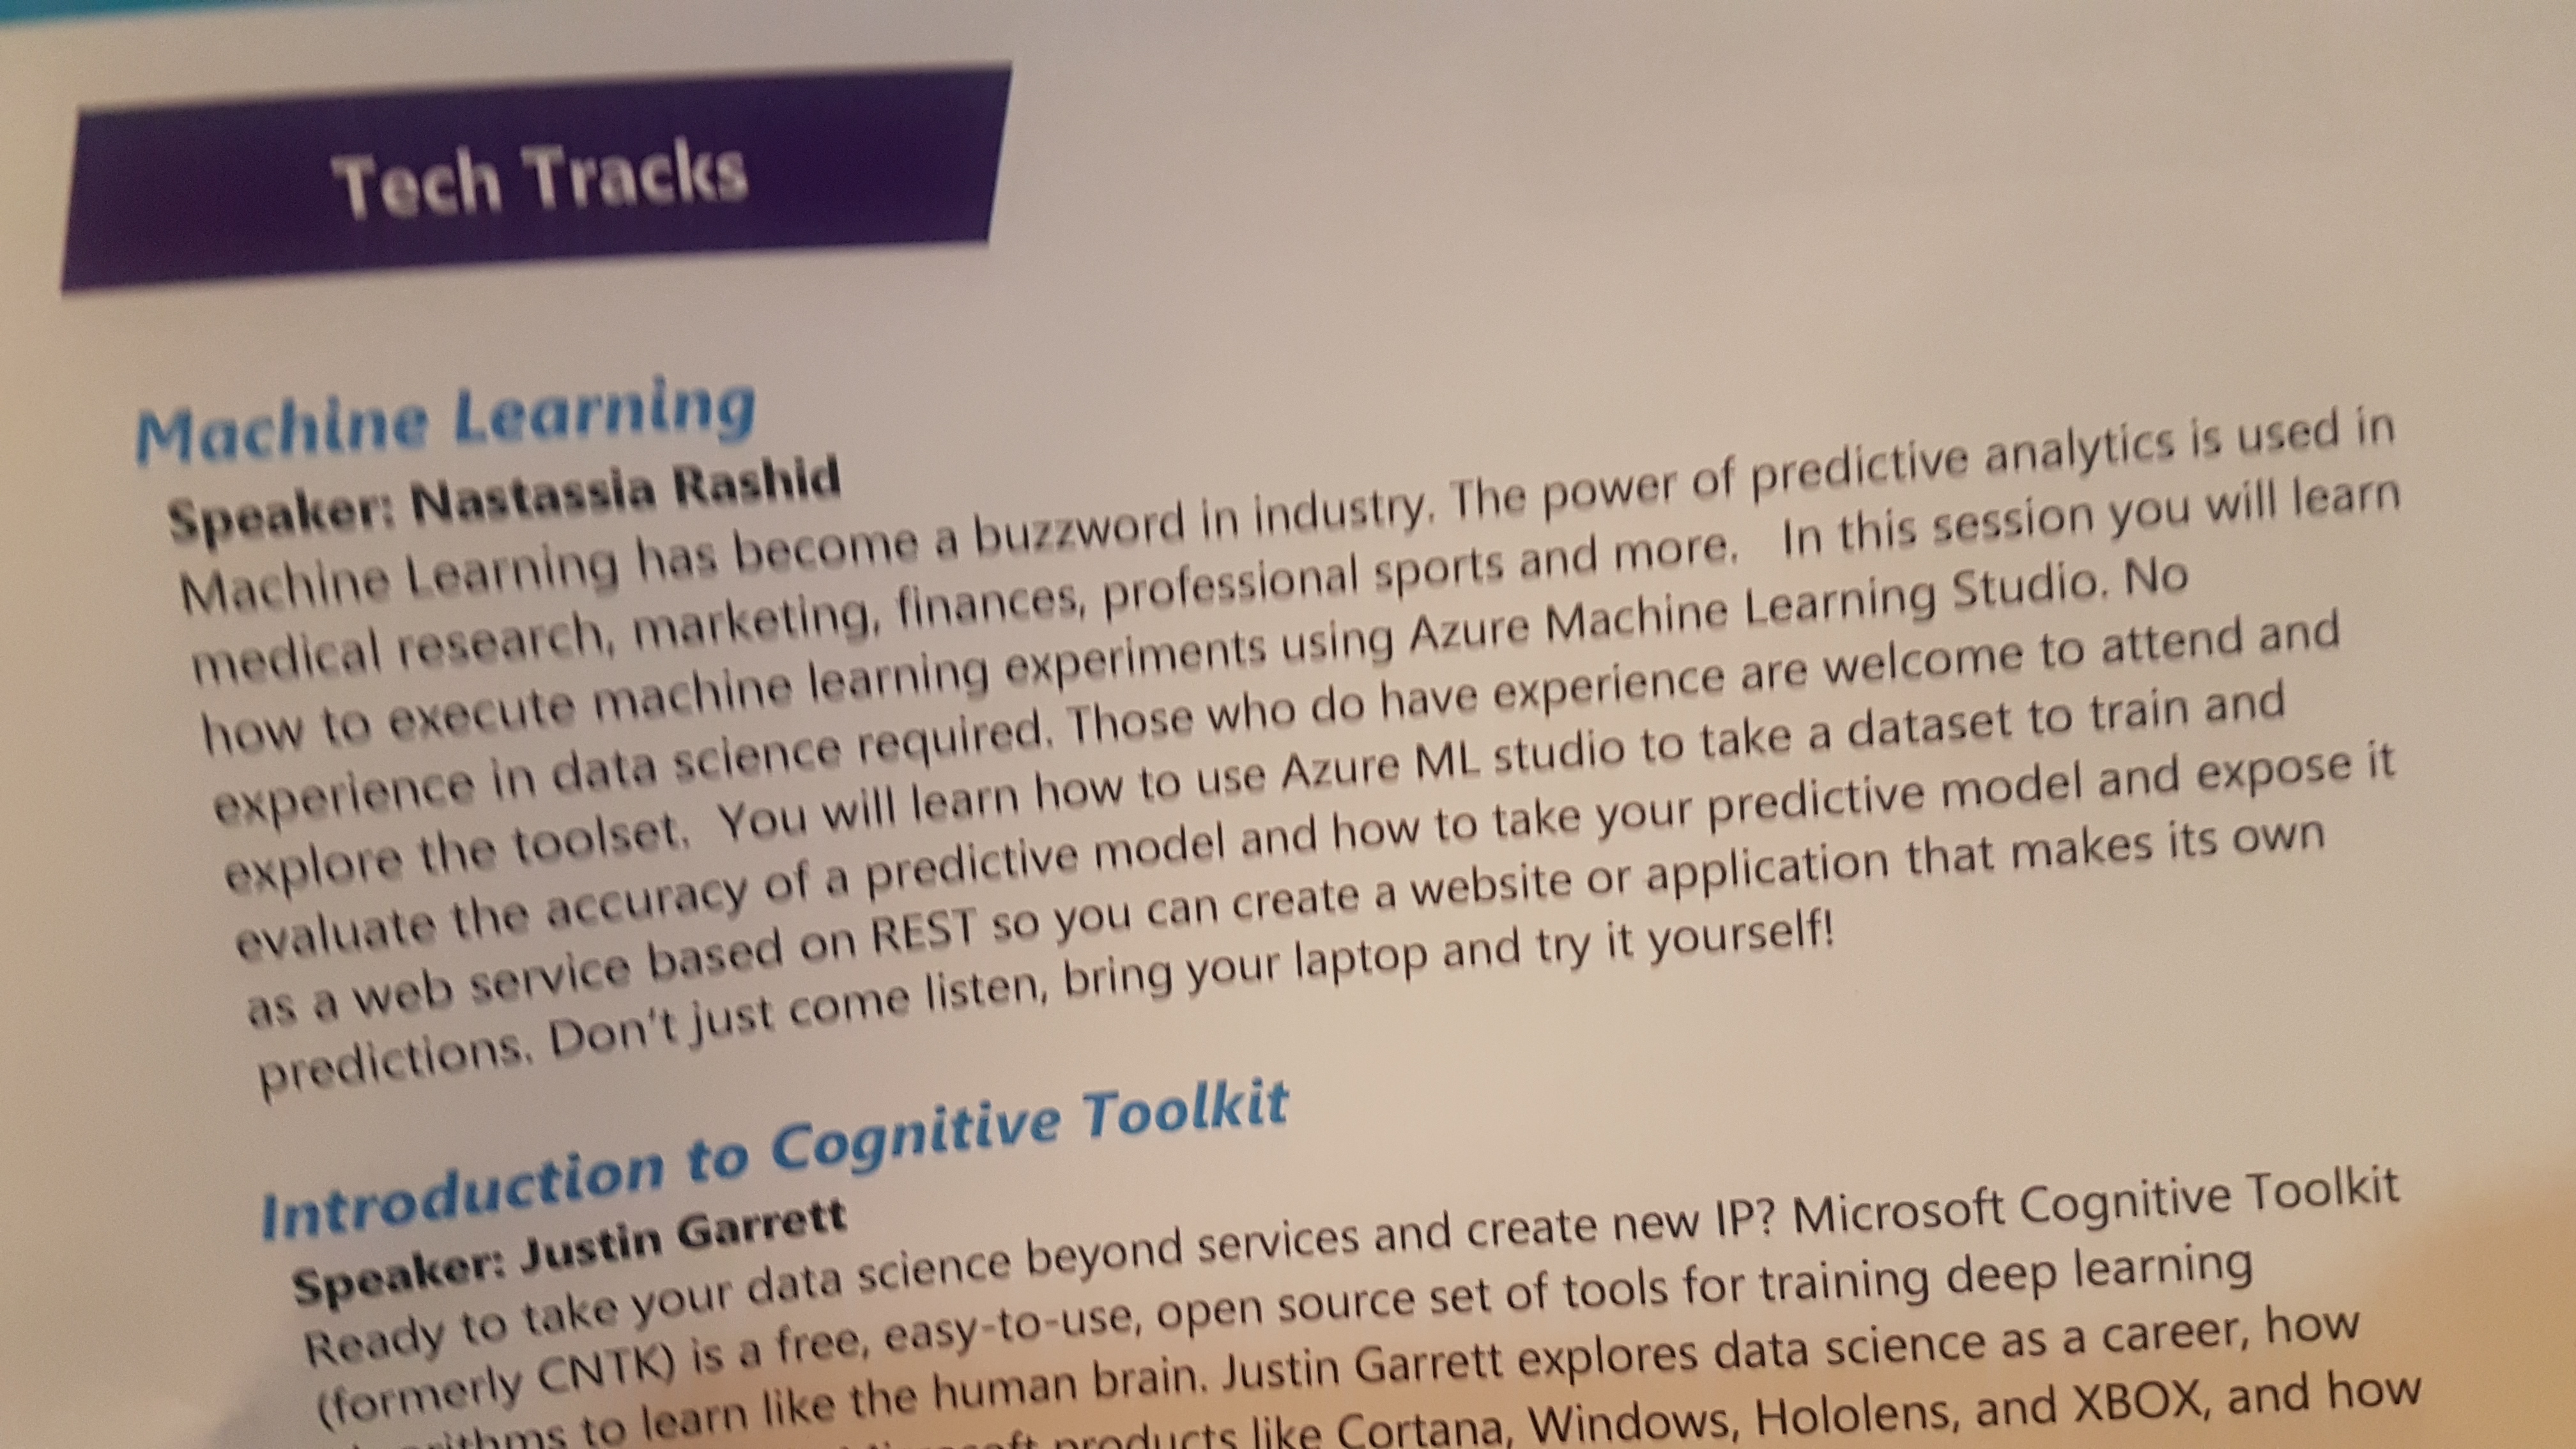 Tech Tracks
Machine Learning
Speaker: Nastassia Rashid
Machine Learning has become a buzzword in industry. The power of predictive analytics is used in
medical research, marketing, finances, professional sports and more. In this session you will learn
how to execute machine learning experiments using Azure Machine Learning Studio. No
experience in data science required. Those who do have experience are welcome to attend and
explore the toolset. You will learn how to use Azure ML studio to take a dataset to train and
evaluate the accuracy of a predictive model and how to take your predictive model and expose it
as a web service based on REST so you can create a website or application that makes its own
predictions. Don't just come listen, bring your laptop and try it yourself!
Introduction to Cognitive Toolkit
Speaker: Justin Garrett
Ready to take your data science beyond services and create new IP? Microsoft Cognitive Toolkit
(formerly CNTK) is a free, easy-to-use, open source set of tools for training deep learning
to learn like the human brain. Justin Garrett explores data science as a career, how
products like Cortana, Windows, Hololens, and XBOX, and how